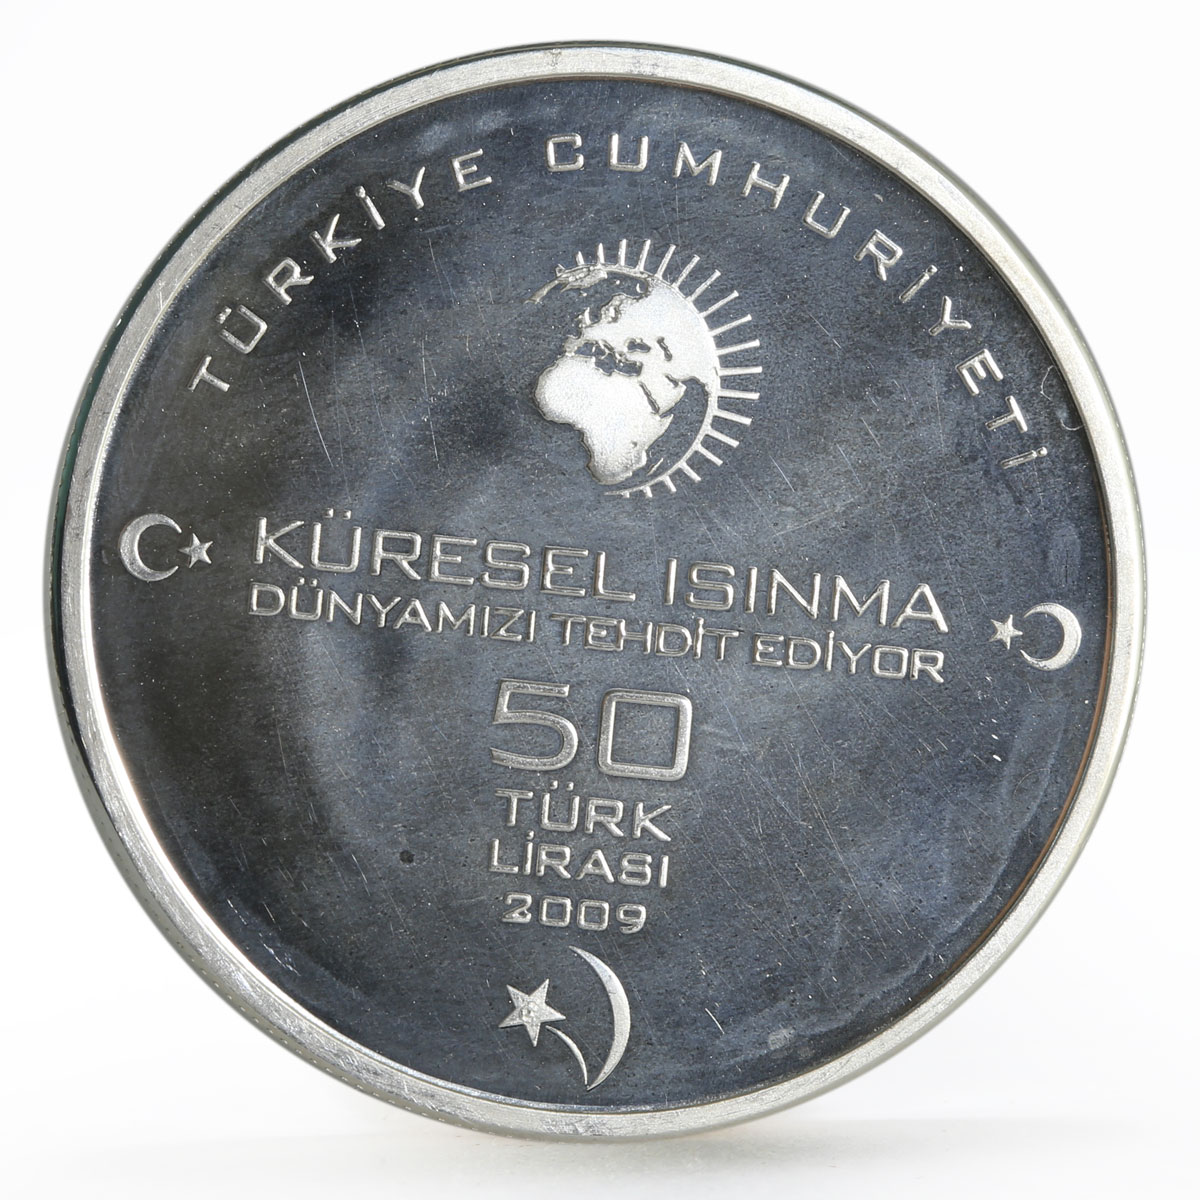 TÜRKİYE CUMHURİYETİ
KÜRESEL ISINMA
DÜNYAMIZI TEHDİT EDİYOR
50
TÜRK
LİRASI
2009